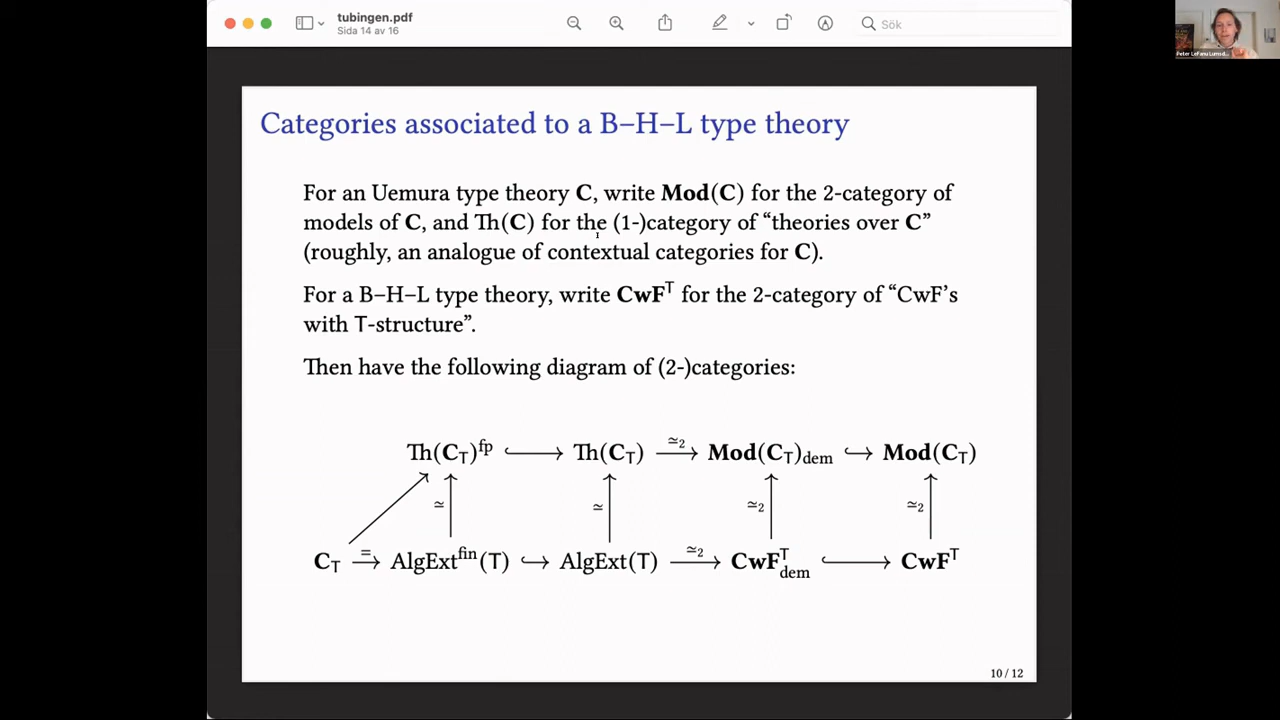 tubingen.pdf
Sida 14 av 16
Sök
Peter LeFanu Lumsd...
Categories associated to a B–H–L type theory
For an Uemura type theory C, write Mod(C) for the 2-category of
models of C, and Th(C) for the (1-)category of “theories over C”
(roughly, an analogue of contextual categories for C).
For a B–H–L type theory, write CwF^T for the 2-category of “CwF’s
with T-structure”.
Then have the following diagram of (2-)categories:
Th(C_T)^fp ↪ Th(C_T) ≃₂→ Mod(C_T)_dem ↪ Mod(C_T)
≃ ≃ ≃₂ ≃₂
C_T =→ AlgExt^fin(T) ↪ AlgExt(T) ≃₂→ CwF^T_dem ↪ CwF^T
10 / 12